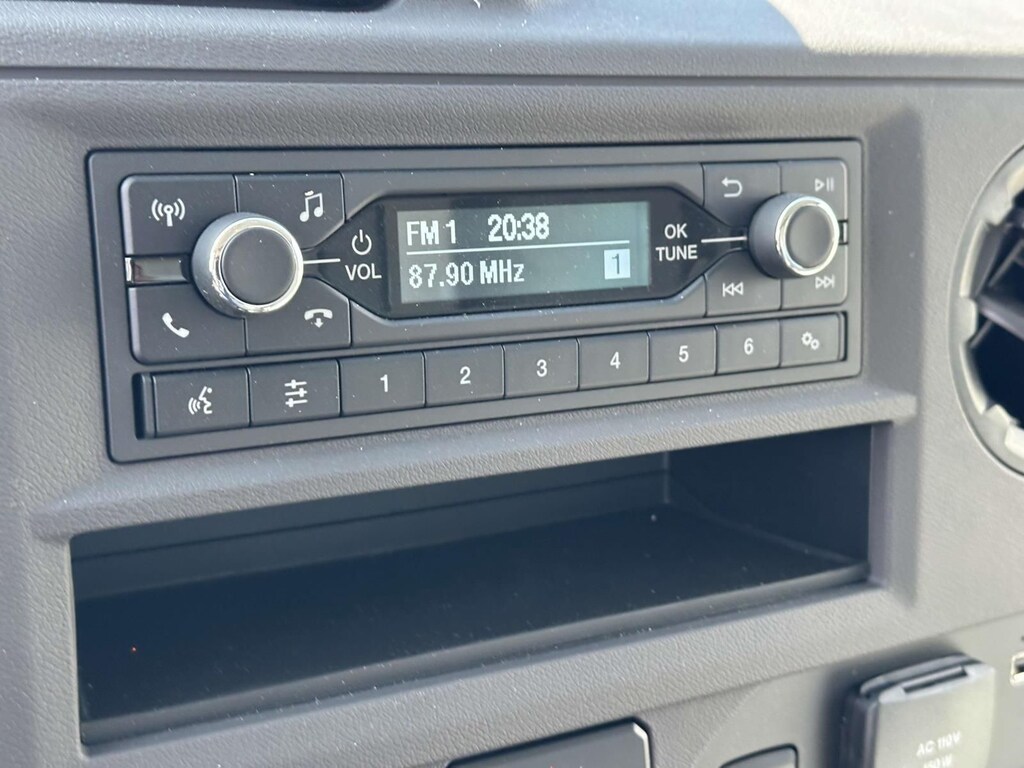 VOL
FM 1 20:38
87.90 MHz 1
OK
TUNE
1 2 3 4 5 6
AC 110V
150W